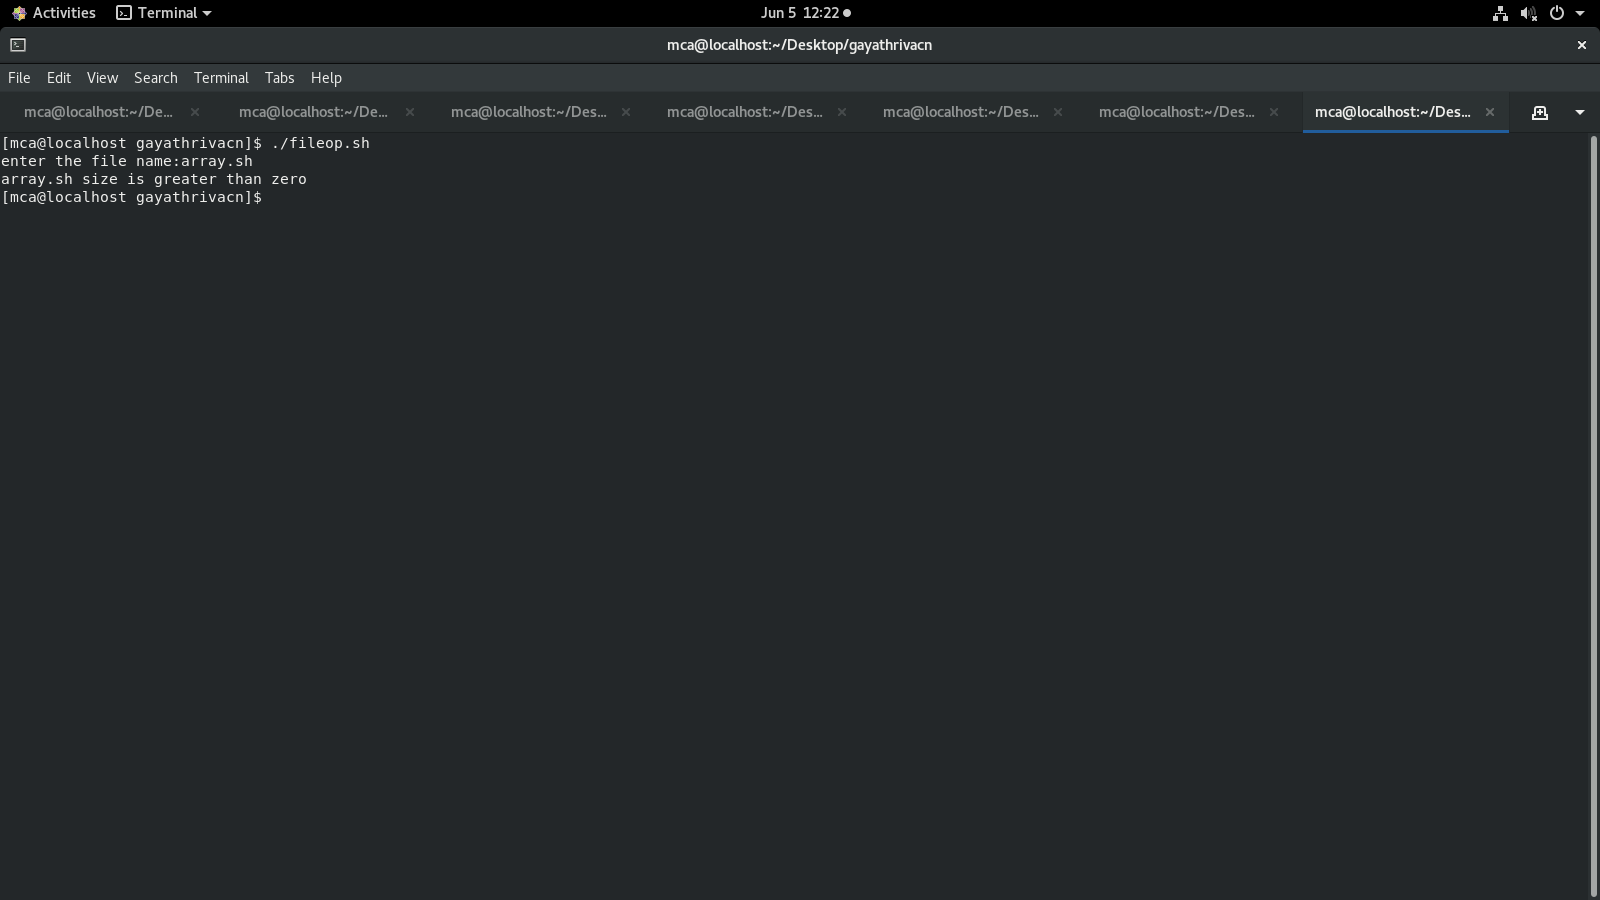 Activities Terminal Jun 5 12:22
mca@localhost:~/Desktop/gayathrivacn
File Edit View Search Terminal Tabs Help
mca@localhost:~/De... mca@localhost:~/De... mca@localhost:~/Des... mca@localhost:~/Des... mca@localhost:~/Des... mca@localhost:~/Des... mca@localhost:~/Des...
[mca@localhost gayathrivacn]$ ./fileop.sh
enter the file name:array.sh
array.sh size is greater than zero
[mca@localhost gayathrivacn]$